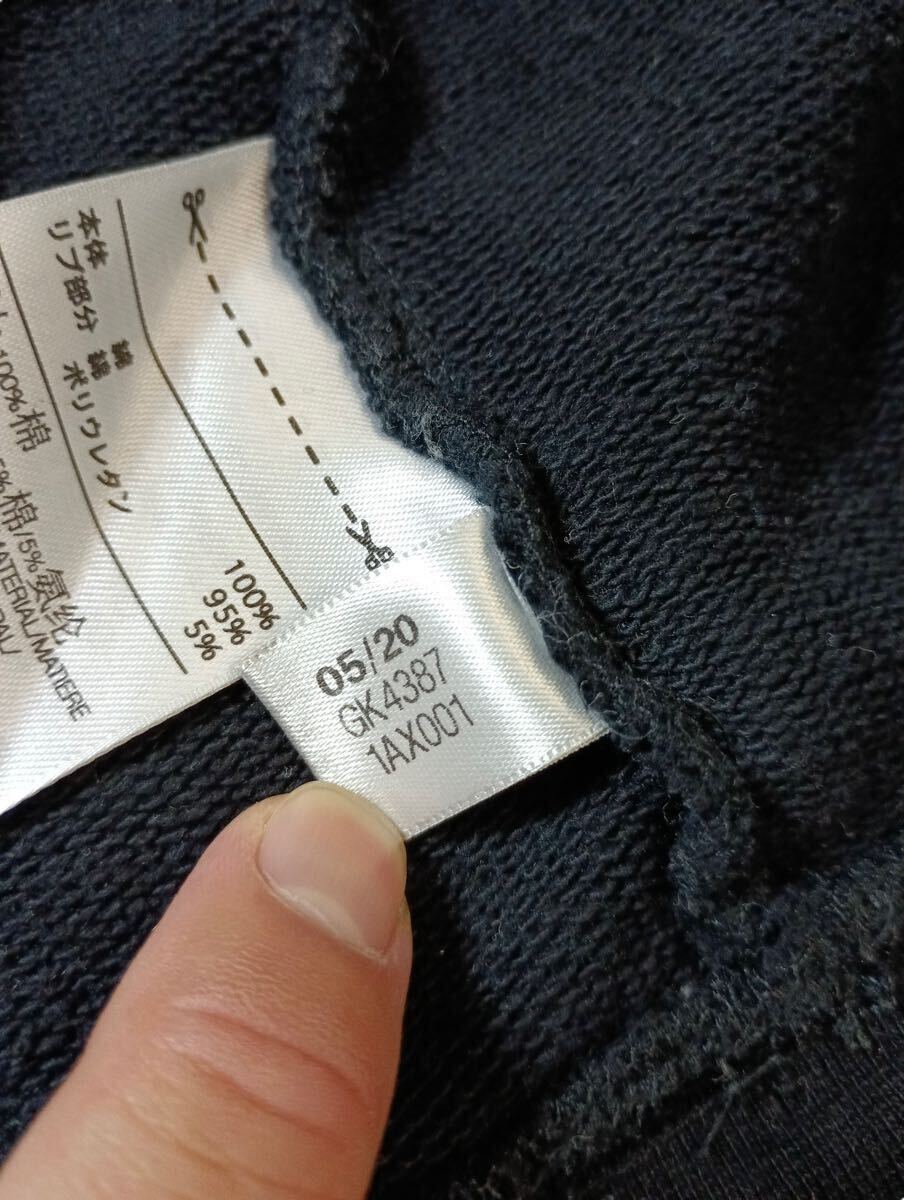 本体 綿 100%
リブ部分 綿 95%
ポリウレタン 5%
100%棉
5%棉/5%氨纶
MATERIAL/MATIERE
05/20
GK4387
1AX001